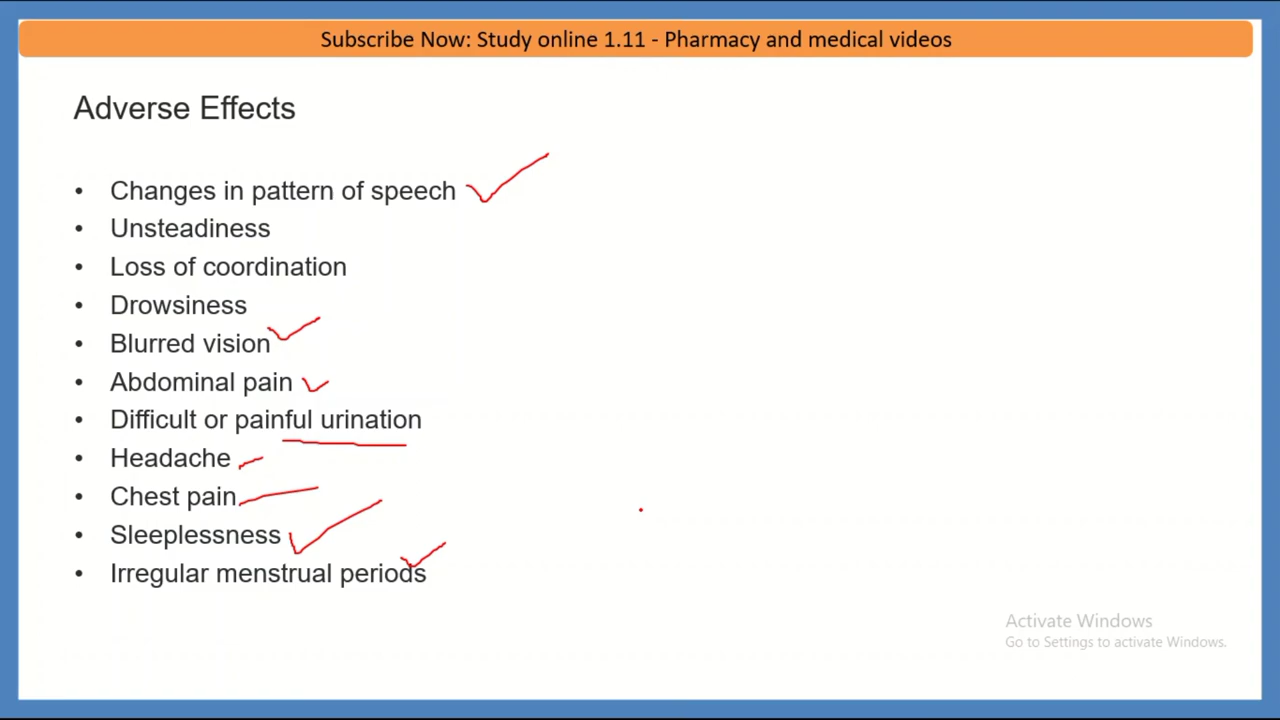 Subscribe Now: Study online 1.11 - Pharmacy and medical videos
Adverse Effects
• Changes in pattern of speech
• Unsteadiness
• Loss of coordination
• Drowsiness
• Blurred vision
• Abdominal pain
• Difficult or painful urination
• Headache
• Chest pain
• Sleeplessness
• Irregular menstrual periods
Activate Windows
Go to Settings to activate Windows.